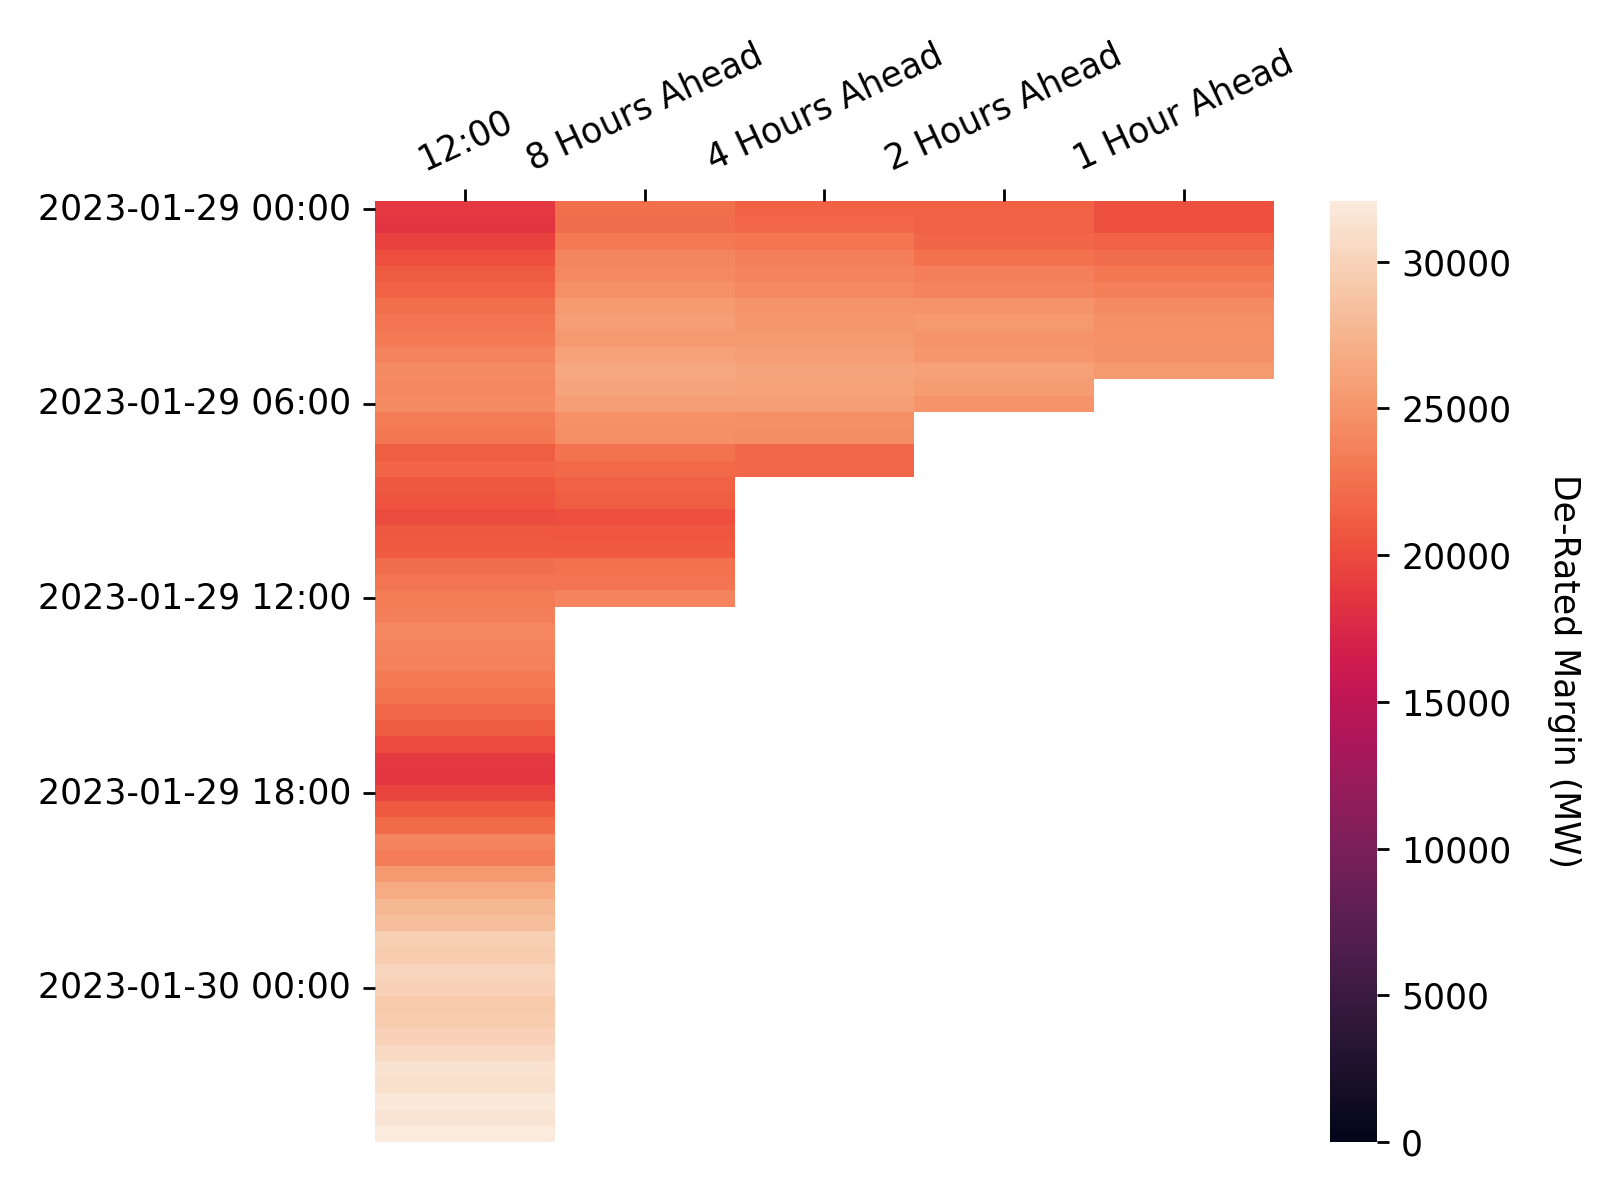 12:00
8 Hours Ahead
4 Hours Ahead
2 Hours Ahead
1 Hour Ahead
2023-01-29 00:00
2023-01-29 06:00
2023-01-29 12:00
2023-01-29 18:00
2023-01-30 00:00
30000
25000
20000
15000
10000
5000
0
De-Rated Margin (MW)